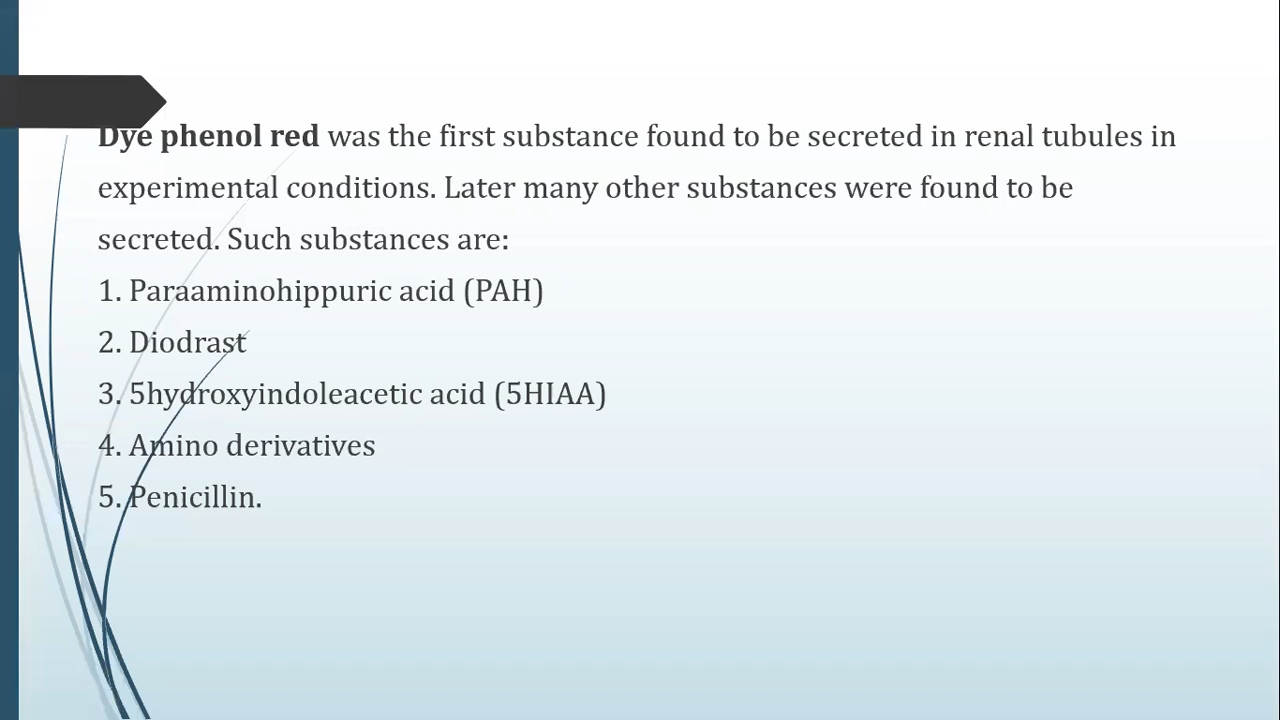 Dye phenol red was the first substance found to be secreted in renal tubules in
experimental conditions. Later many other substances were found to be
secreted. Such substances are:
1. Paraaminohippuric acid (PAH)
2. Diodrast
3. 5hydroxyindoleacetic acid (5HIAA)
4. Amino derivatives
5. Penicillin.